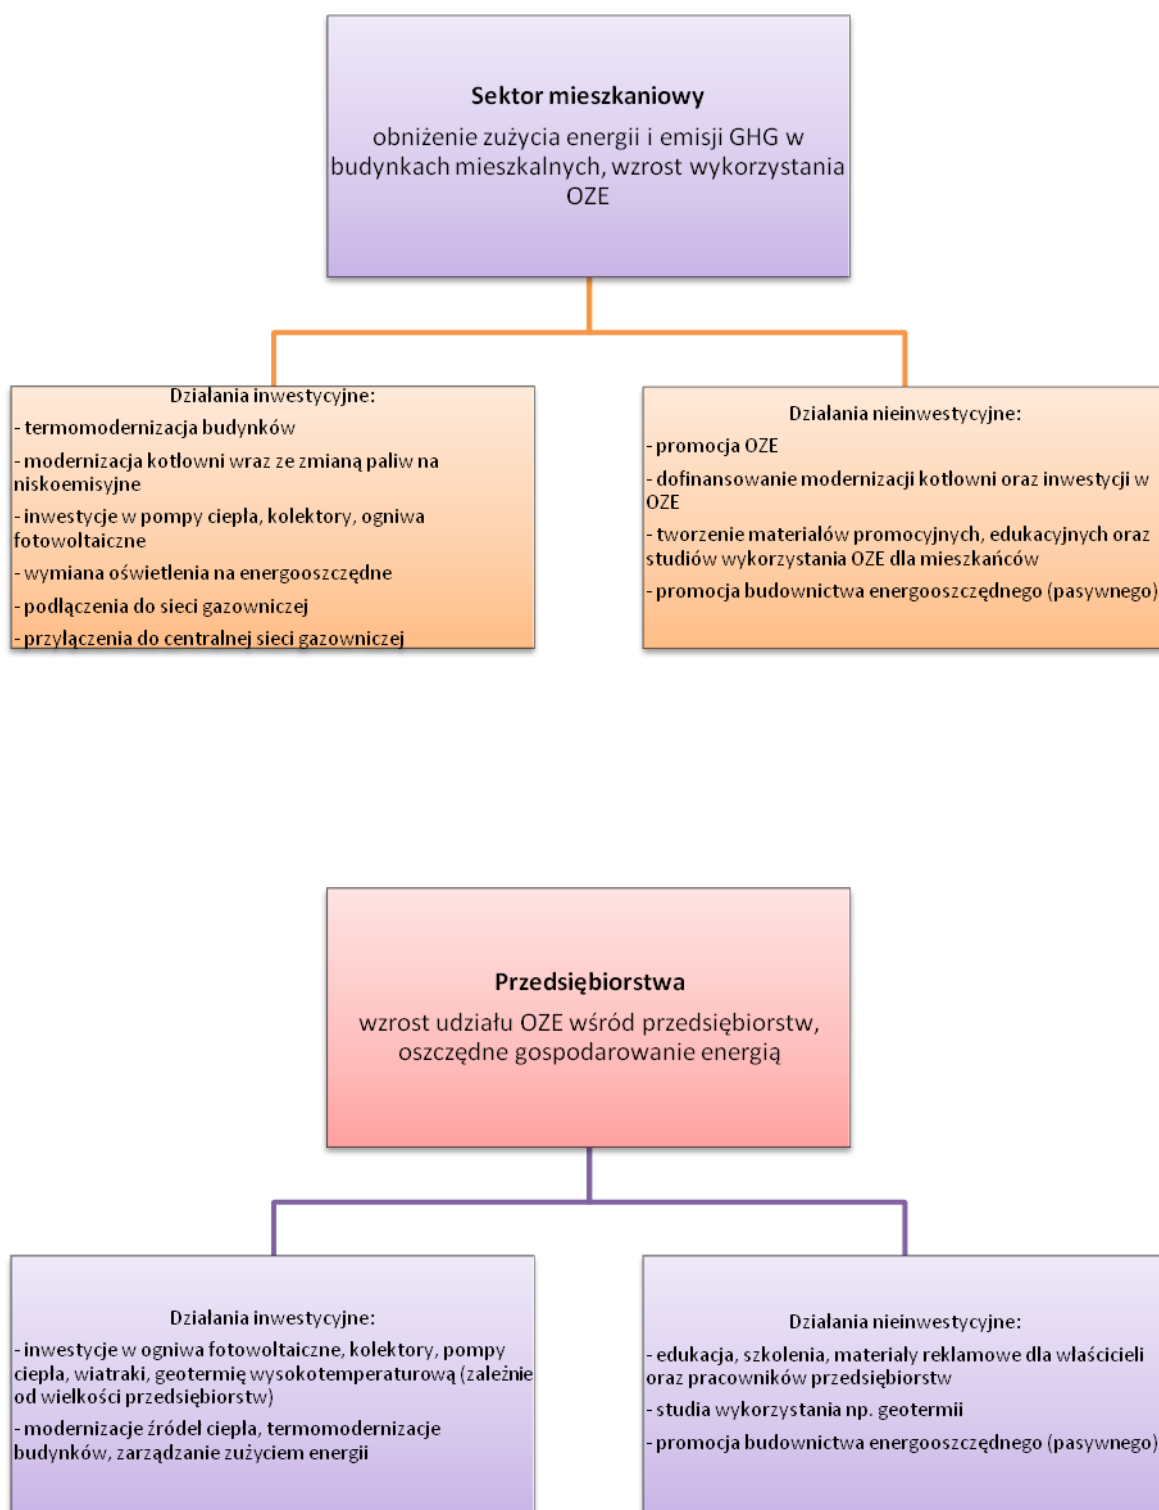 Sektor mieszkaniowy
obniżenie zużycia energii i emisji GHG w
budynkach mieszkalnych, wzrost wykorzystania
OZE
Działania inwestycyjne:
- termomodernizacja budynków
- modernizacja kotłowni wraz ze zmianą paliw na
niskoemisyjne
- inwestycje w pompy ciepła, kolektory, ogniwa
fotowoltaiczne
- wymiana oświetlenia na energooszczędne
- podłączenia do sieci gazowniczej
- przyłączenia do centralnej sieci gazowniczej
Działania nieinwestycyjne:
- promocja OZE
- dofinansowanie modernizacji kotłowni oraz inwestycji w
OZE
- tworzenie materiałów promocyjnych, edukacyjnych oraz
studiów wykorzystania OZE dla mieszkańców
- promocja budownictwa energooszczędnego (pasywnego)
Przedsiębiorstwa
wzrost udziału OZE wśród przedsiębiorstw,
oszczędne gospodarowanie energią
Działania inwestycyjne:
- inwestycje w ogniwa fotowoltaiczne, kolektory, pompy
ciepła, wiatraki, geotermię wysokotemperaturową (zależnie
od wielkości przedsiębiorstw)
- modernizacje źródeł ciepła, termomodernizacje
budynków, zarządzanie zużyciem energii
Działania nieinwestycyjne:
- edukacja, szkolenia, materiały reklamowe dla właścicieli
oraz pracowników przedsiębiorstw
- studia wykorzystania np. geotermii
- promocja budownictwa energooszczędnego (pasywnego)